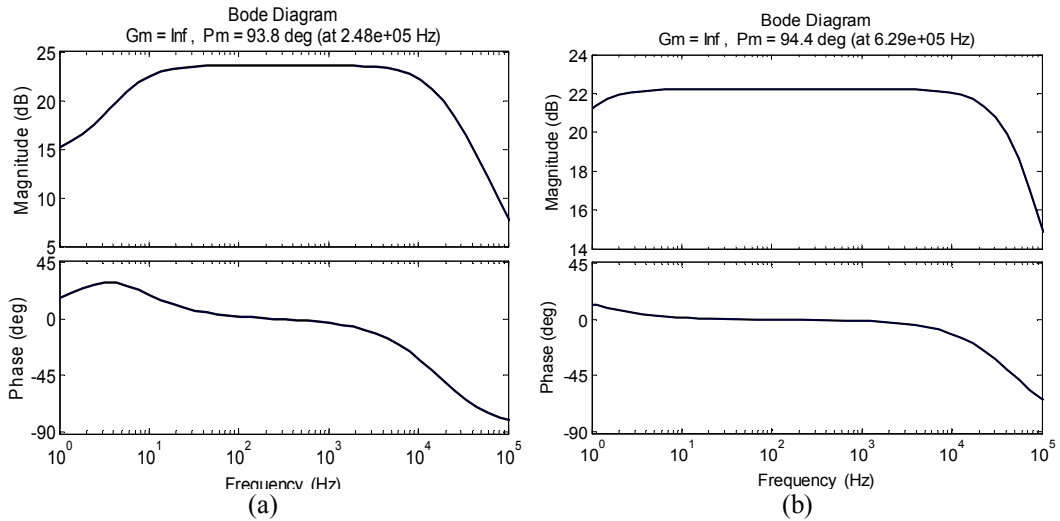 Bode Diagram
Gm = Inf , Pm = 93.8 deg (at 2.48e+05 Hz)
25
20
15
10
5
Magnitude (dB)
45
0
-45
-90
Phase (deg)
10^0
10^1
10^2
10^3
10^4
10^5
Frequency (Hz)
(a)
Bode Diagram
Gm = Inf , Pm = 94.4 deg (at 6.29e+05 Hz)
24
22
20
18
16
14
Magnitude (dB)
45
0
-45
-90
Phase (deg)
10^0
10^1
10^2
10^3
10^4
10^5
Frequency (Hz)
(b)